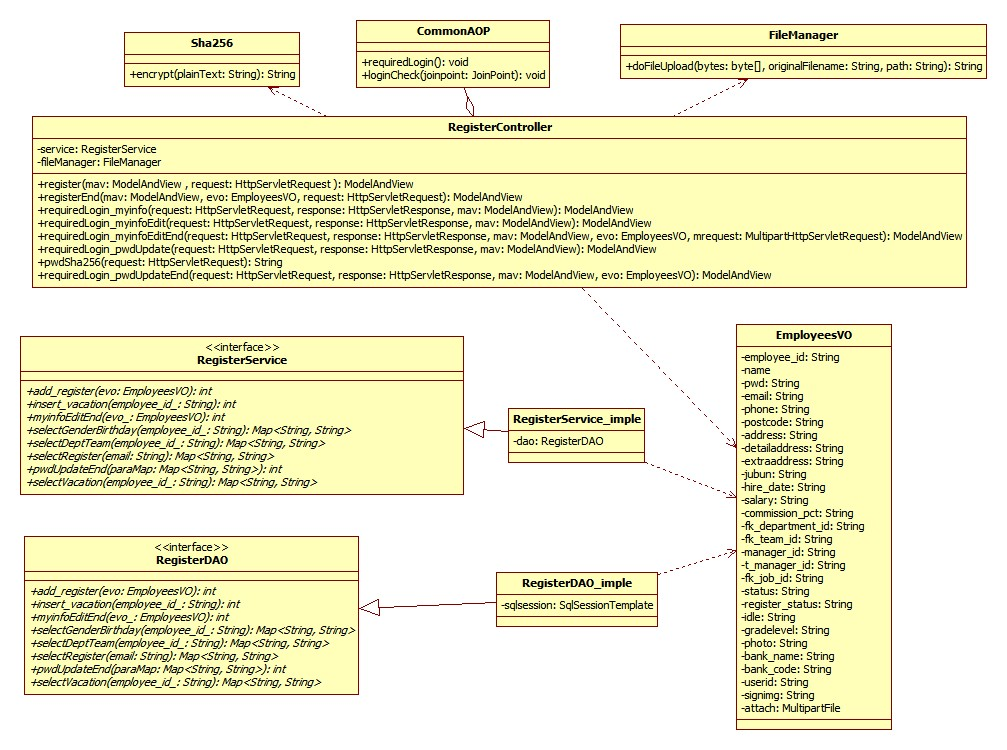 Sha256
+encrypt(plainText: String): String
CommonAOP
+requiredLogin(): void
+loginCheck(joinpoint: JoinPoint): void
FileManager
+doFileUpload(bytes: byte[], originalFilename: String, path: String): String
RegisterController
-service: RegisterService
-fileManager: FileManager
+register(mav: ModelAndView , request: HttpServletRequest ): ModelAndView
+registerEnd(mav: ModelAndView, evo: EmployeesVO, request: HttpServletRequest): ModelAndView
+requiredLogin_myinfo(request: HttpServletRequest, response: HttpServletResponse, mav: ModelAndView): ModelAndView
+requiredLogin_myinfoEdit(request: HttpServletRequest, response: HttpServletResponse, mav: ModelAndView): ModelAndView
+requiredLogin_myinfoEditEnd(request: HttpServletRequest, response: HttpServletResponse, mav: ModelAndView, evo: EmployeesVO, mrequest: MultipartHttpServletRequest): ModelAndView
+requiredLogin_pwdUpdate(request: HttpServletRequest, response: HttpServletResponse, mav: ModelAndView): ModelAndView
+pwdSha256(request: HttpServletRequest): String
+requiredLogin_pwdUpdateEnd(request: HttpServletRequest, response: HttpServletResponse, mav: ModelAndView, evo: EmployeesVO): ModelAndView
<<interface>>
RegisterService
+add_register(evo: EmployeesVO): int
+insert_vacation(employee_id_: String): int
+myinfoEditEnd(evo_: EmployeesVO): int
+selectGenderBirthday(employee_id_: String): Map<String, String>
+selectDeptTeam(employee_id_: String): Map<String, String>
+selectRegister(email: String): Map<String, String>
+pwdUpdateEnd(paraMap: Map<String, String>): int
+selectVacation(employee_id_: String): Map<String, String>
RegisterService_imple
-dao: RegisterDAO
<<interface>>
RegisterDAO
+add_register(evo: EmployeesVO): int
+insert_vacation(employee_id_: String): int
+myinfoEditEnd(evo_: EmployeesVO): int
+selectGenderBirthday(employee_id_: String): Map<String, String>
+selectDeptTeam(employee_id_: String): Map<String, String>
+selectRegister(email: String): Map<String, String>
+pwdUpdateEnd(paraMap: Map<String, String>): int
+selectVacation(employee_id_: String): Map<String, String>
RegisterDAO_imple
-sqlsession: SqlSessionTemplate
EmployeesVO
-employee_id: String
-name
-pwd: String
-email: String
-phone: String
-postcode: String
-address: String
-detailaddress: String
-extraaddress: String
-jubun: String
-hire_date: String
-salary: String
-commission_pct: String
-fk_department_id: String
-fk_team_id: String
-manager_id: String
-t_manager_id: String
-fk_job_id: String
-status: String
-register_status: String
-idle: String
-gradelevel: String
-photo: String
-bank_name: String
-bank_code: String
-userid: String
-signimg: String
-attach: MultipartFile